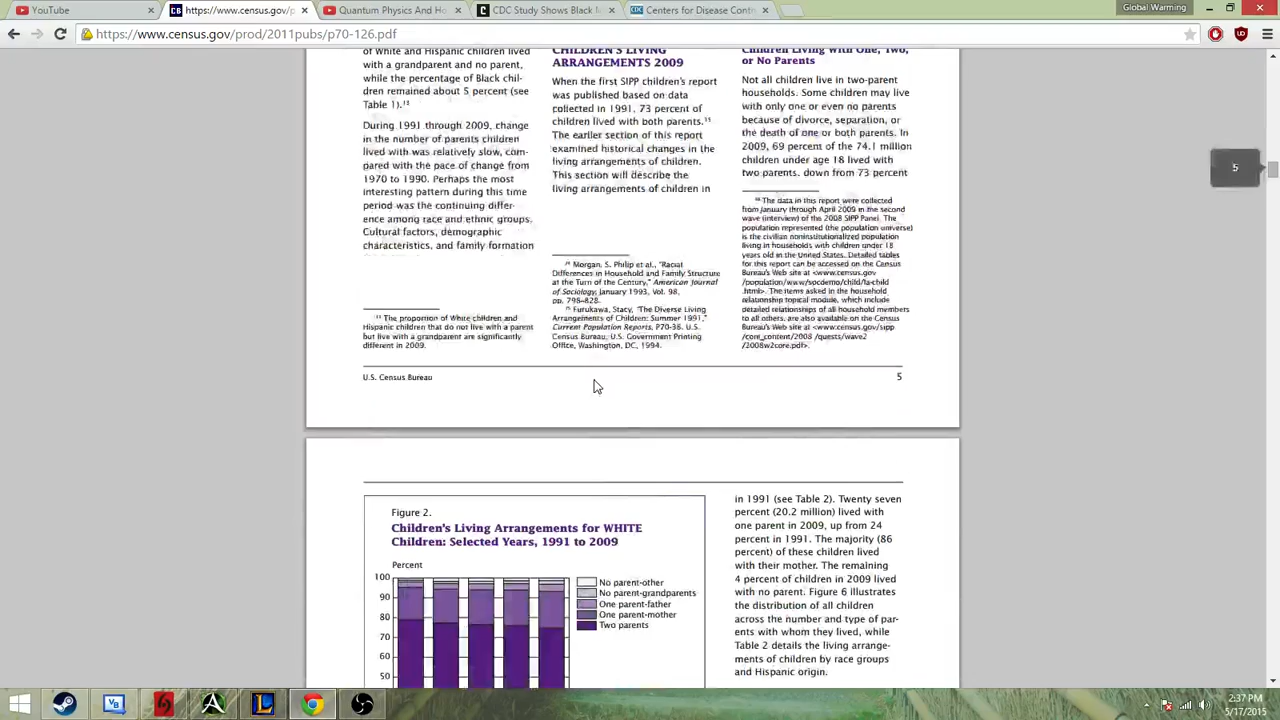 YouTube
https://www.census.gov/p
Quantum Physics And Ho
CDC Study Shows Black
Centers for Disease Contr
Global Warming
https://www.census.gov/prod/2011pubs/p70-126.pdf
of White and Hispanic children lived
with a grandparent and no parent,
while the percentage of Black chil-
dren remained about 5 percent (see
Table 1).¹³
During 1991 through 2009, change
in the number of parents children
lived with was relatively slow, com-
pared with the pace of change from
1970 to 1990. Perhaps the most
interesting pattern during this time
period was the continuing differ-
ence among race and ethnic groups.
Cultural factors, demographic
characteristics, and family formation
¹³ The proportion of White children and
Hispanic children that do not live with a parent
but live with a grandparent are significantly
different in 2009.
CHILDREN'S LIVING
ARRANGEMENTS 2009
When the first SIPP children's report
was published based on data
collected in 1991, 73 percent of
children lived with both parents.¹⁵
The earlier section of this report
examined historical changes in the
living arrangements of children.
This section will describe the
living arrangements of children in
¹⁴ Morgan, S. Philip et al., "Racial
Differences in Household and Family Structure
at the Turn of the Century," American Journal
of Sociology, January 1993, Vol. 98,
pp. 798–828.
¹⁵ Furukawa, Stacy, "The Diverse Living
Arrangements of Children: Summer 1991,"
Current Population Reports, P70-38, U.S.
Census Bureau, U.S. Government Printing
Office, Washington, DC, 1994.
Children Living With One, Two,
or No Parents
Not all children live in two-parent
households. Some children may live
with only one or even no parents
because of divorce, separation, or
the death of one or both parents. In
2009, 69 percent of the 74.1 million
children under age 18 lived with
two parents, down from 73 percent
¹⁶ The data in this report were collected
from January through April 2009 in the second
wave (interview) of the 2008 SIPP Panel. The
population represented (the population universe)
is the civilian noninstitutionalized population
living in households with children under 18
years old in the United States. Detailed tables
for this report can be accessed on the Census
Bureau's Web site at <www.census.gov
/population/www/socdemo/child/la-child
.html>. The items asked in the household
relationship topical module, which include
detailed relationships of all household members
to all others, are also available on the Census
Bureau's Web site at <www.census.gov/sipp
/core_content/2008 /quests/wave2
/2008w2core.pdf>.
5
U.S. Census Bureau
5
Figure 2.
Children's Living Arrangements for WHITE
Children: Selected Years, 1991 to 2009
Percent
100
90
80
70
60
50
No parent-other
No parent-grandparents
One parent-father
One parent-mother
Two parents
in 1991 (see Table 2). Twenty seven
percent (20.2 million) lived with
one parent in 2009, up from 24
percent in 1991. The majority (86
percent) of these children lived
with their mother. The remaining
4 percent of children in 2009 lived
with no parent. Figure 6 illustrates
the distribution of all children
across the number and type of par-
ents with whom they lived, while
Table 2 details the living arrange-
ments of children by race groups
and Hispanic origin.
2:37 PM
5/17/2015